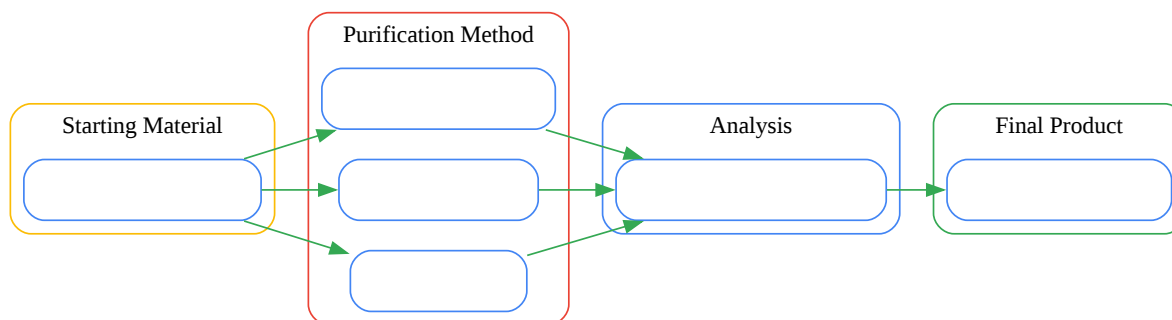 Purification Method
Starting Material
Analysis
Final Product